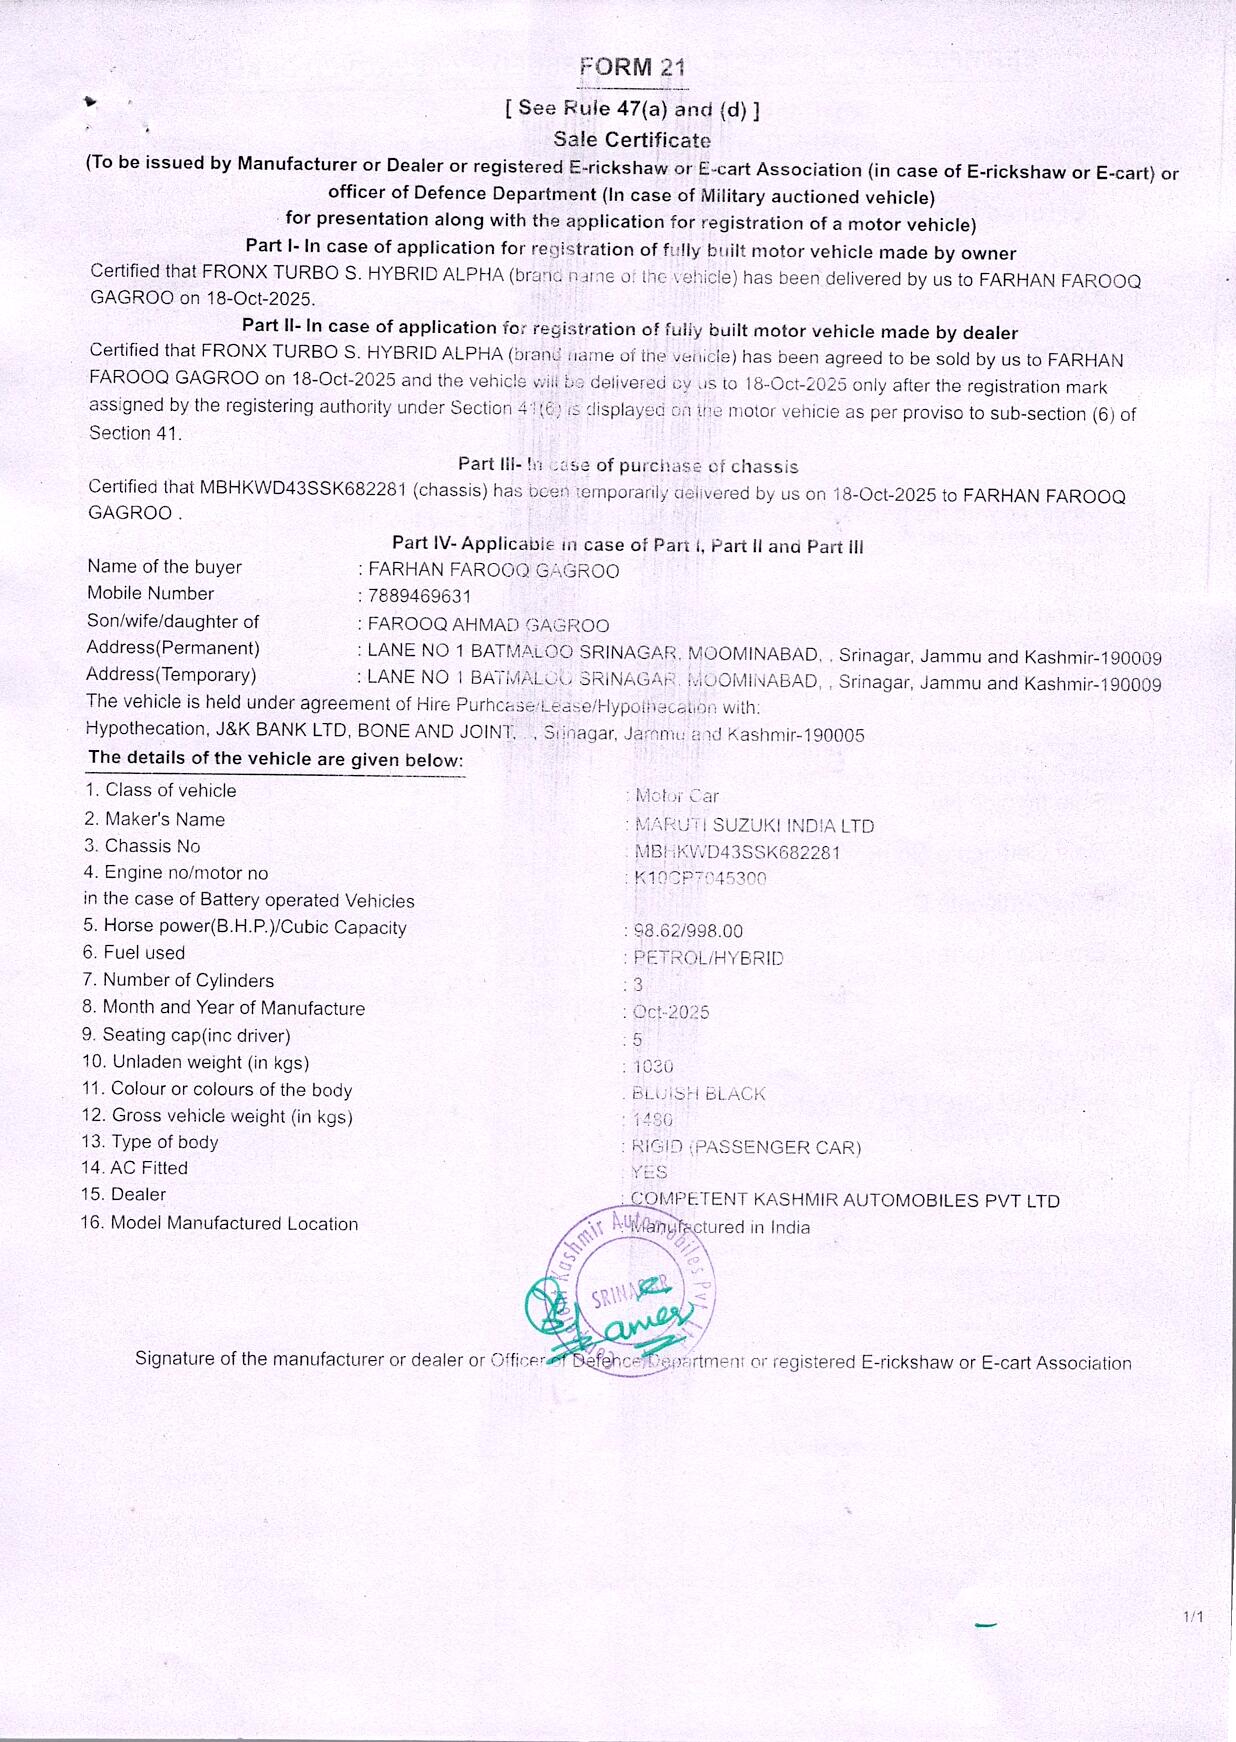 FORM 21
[ See Rule 47(a) and (d) ]
Sale Certificate
(To be issued by Manufacturer or Dealer or registered E-rickshaw or E-cart Association (in case of E-rickshaw or E-cart) or
officer of Defence Department (In case of Military auctioned vehicle)
for presentation along with the application for registration of a motor vehicle)
Part I- In case of application for registration of fully built motor vehicle made by owner
Certified that FRONX TURBO S. HYBRID ALPHA (brand name of the vehicle) has been delivered by us to FARHAN FAROOQ
GAGROO on 18-Oct-2025.
Part II- In case of application for registration of fully built motor vehicle made by dealer
Certified that FRONX TURBO S. HYBRID ALPHA (brand name of the vehicle) has been agreed to be sold by us to FARHAN
FAROOQ GAGROO on 18-Oct-2025 and the vehicle will be delivered by us to 18-Oct-2025 only after the registration mark
assigned by the registering authority under Section 41(6) is displayed on the motor vehicle as per proviso to sub-section (6) of
Section 41.
Part III- In case of purchase of chassis
Certified that MBHKWD43SSK682281 (chassis) has been temporarily delivered by us on 18-Oct-2025 to FARHAN FAROOQ
GAGROO .
Part IV- Applicable in case of Part I, Part II and Part III
Name of the buyer : FARHAN FAROOQ GAGROO
Mobile Number : 7889469631
Son/wife/daughter of : FAROOQ AHMAD GAGROO
Address(Permanent) : LANE NO 1 BATMALOO SRINAGAR, MOOMINABAD, , Srinagar, Jammu and Kashmir-190009
Address(Temporary) : LANE NO 1 BATMALOO SRINAGAR, MOOMINABAD, , Srinagar, Jammu and Kashmir-190009
The vehicle is held under agreement of Hire Purhcase/Lease/Hypothecation with:
Hypothecation, J&K BANK LTD, BONE AND JOINT, , , Srinagar, Jammu and Kashmir-190005
The details of the vehicle are given below:
1. Class of vehicle : Motor Car
2. Maker's Name : MARUTI SUZUKI INDIA LTD
3. Chassis No : MBHKWD43SSK682281
4. Engine no/motor no : K10CP7045300
in the case of Battery operated Vehicles
5. Horse power(B.H.P.)/Cubic Capacity : 98.62/998.00
6. Fuel used : PETROL/HYBRID
7. Number of Cylinders : 3
8. Month and Year of Manufacture : Oct-2025
9. Seating cap(inc driver) : 5
10. Unladen weight (in kgs) : 1030
11. Colour or colours of the body : BLUISH BLACK
12. Gross vehicle weight (in kgs) : 1480
13. Type of body : RIGID (PASSENGER CAR)
14. AC Fitted : YES
15. Dealer : COMPETENT KASHMIR AUTOMOBILES PVT LTD
16. Model Manufactured Location : Manufactured in India
Competent Kashmir Automobiles Pvt. Ltd.
SRINAGAR
Signature of the manufacturer or dealer or Officer of Defence Department or registered E-rickshaw or E-cart Association
1/1